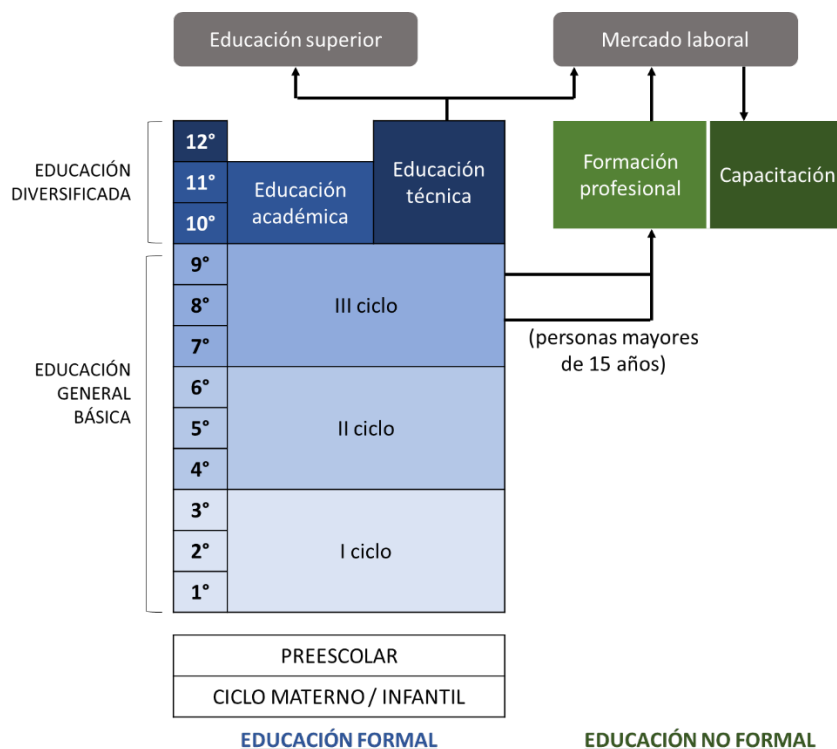 Educación superior
Mercado laboral
EDUCACIÓN
DIVERSIFICADA
12°
11°
10°
Educación
académica
Educación
técnica
Formación
profesional
Capacitación
EDUCACIÓN
GENERAL
BÁSICA
9°
8°
7°
III ciclo
(personas mayores
de 15 años)
6°
5°
4°
II ciclo
3°
2°
1°
I ciclo
PREESCOLAR
CICLO MATERNO / INFANTIL
EDUCACIÓN FORMAL
EDUCACIÓN NO FORMAL